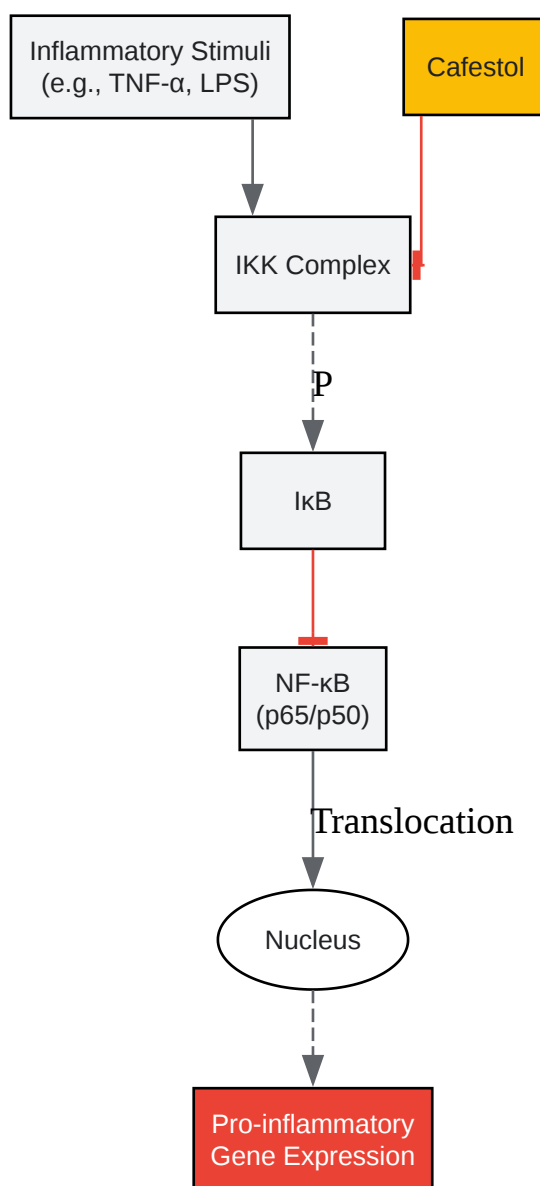 Inflammatory Stimuli
(e.g., TNF-α, LPS)
Cafestol
IKK Complex
P
IκB
NF-κB
(p65/p50)
Translocation
Nucleus
Pro-inflammatory
Gene Expression